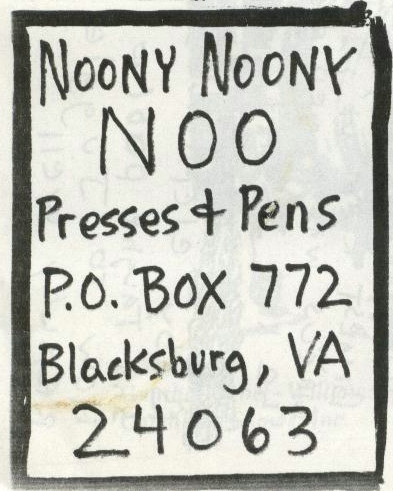 NOONY NOONY
NOO
Presses & Pens
P.O. BOX 772
Blacksburg, VA
24063